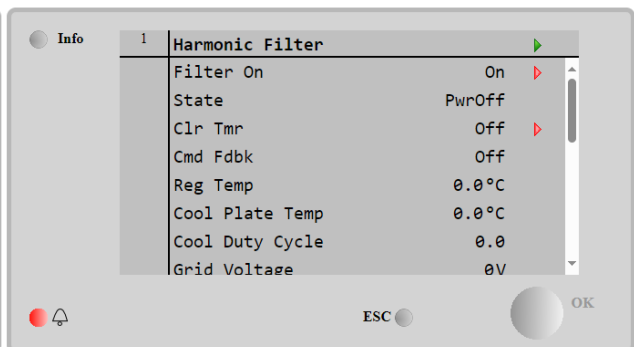 Info
1 Harmonic Filter
Filter On On
State PwrOff
Clr Tmr Off
Cmd Fdbk Off
Reg Temp 0.0°C
Cool Plate Temp 0.0°C
Cool Duty Cycle 0.0
Grid Voltage 0V
ESC
OK